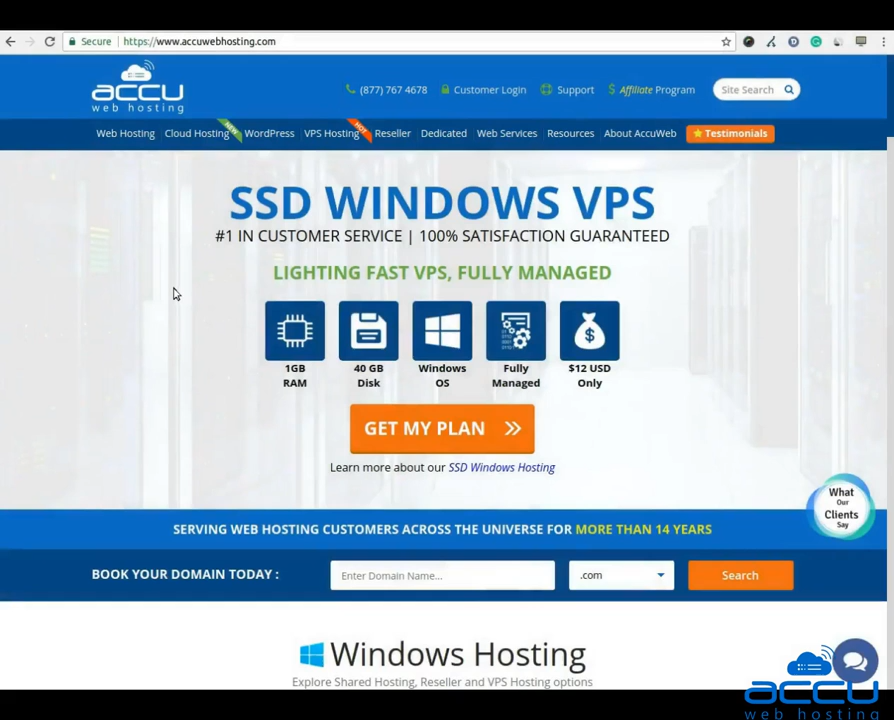 Secure https://www.accuwebhosting.com
accu
web hosting
(877) 767 4678 Customer Login Support $ Affiliate Program Site Search
Web Hosting Cloud Hosting NEW WordPress VPS Hosting HOT Reseller Dedicated Web Services Resources About AccuWeb Testimonials
SSD WINDOWS VPS
#1 IN CUSTOMER SERVICE | 100% SATISFACTION GUARANTEED
LIGHTING FAST VPS, FULLY MANAGED
1GB RAM
40 GB Disk
Windows OS
Fully Managed
$12 USD Only
GET MY PLAN
Learn more about our SSD Windows Hosting
What
Our
Clients
Say
SERVING WEB HOSTING CUSTOMERS ACROSS THE UNIVERSE FOR MORE THAN 14 YEARS
BOOK YOUR DOMAIN TODAY : Enter Domain Name... .com Search
Windows Hosting
Explore Shared Hosting, Reseller and VPS Hosting options
accu
web hosting